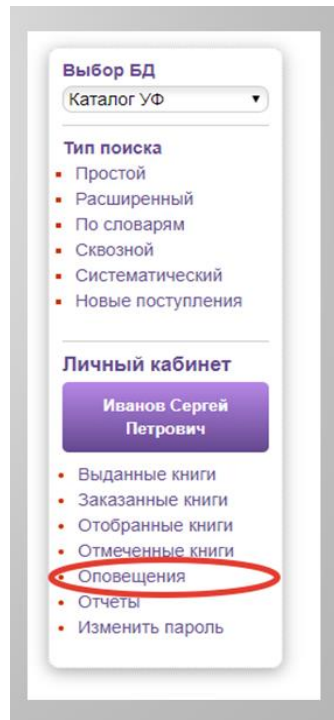 Выбор БД
Каталог УФ
Тип поиска
Простой
Расширенный
По словарям
Сквозной
Систематический
Новые поступления
Личный кабинет
Иванов Сергей
Петрович
Выданные книги
Заказанные книги
Отобранные книги
Отмеченные книги
Оповещения
Отчеты
Изменить пароль